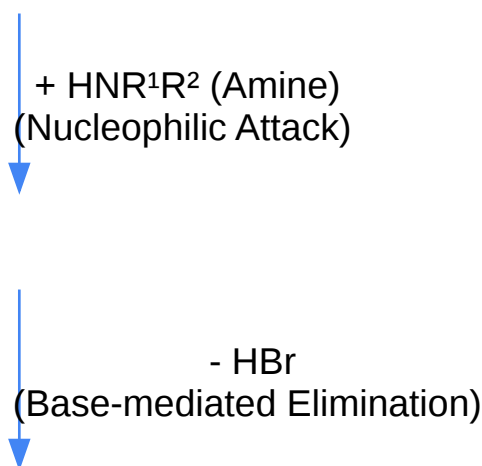 + HNR¹R² (Amine)
(Nucleophilic Attack)
- HBr
(Base-mediated Elimination)